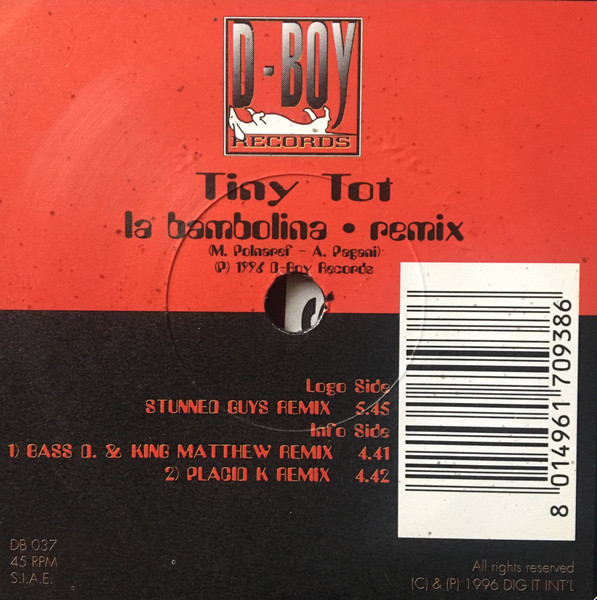 D-BOY
RECORDS
Tiny Tot
la bambolina • remix
(M. Polnaref - A. Pagani)
(P) 1996 D-Boy Records
Logo Side
STUNNED GUYS REMIX 5.45
Info Side
1) BASS D. & KING MATTHEW REMIX 4.41
2) PLACID K REMIX 4.42
8 014961 709386
DB 037
45 RPM
S.I.A.E.
All rights reserved
(C) & (P) 1996 DIG IT INT'L